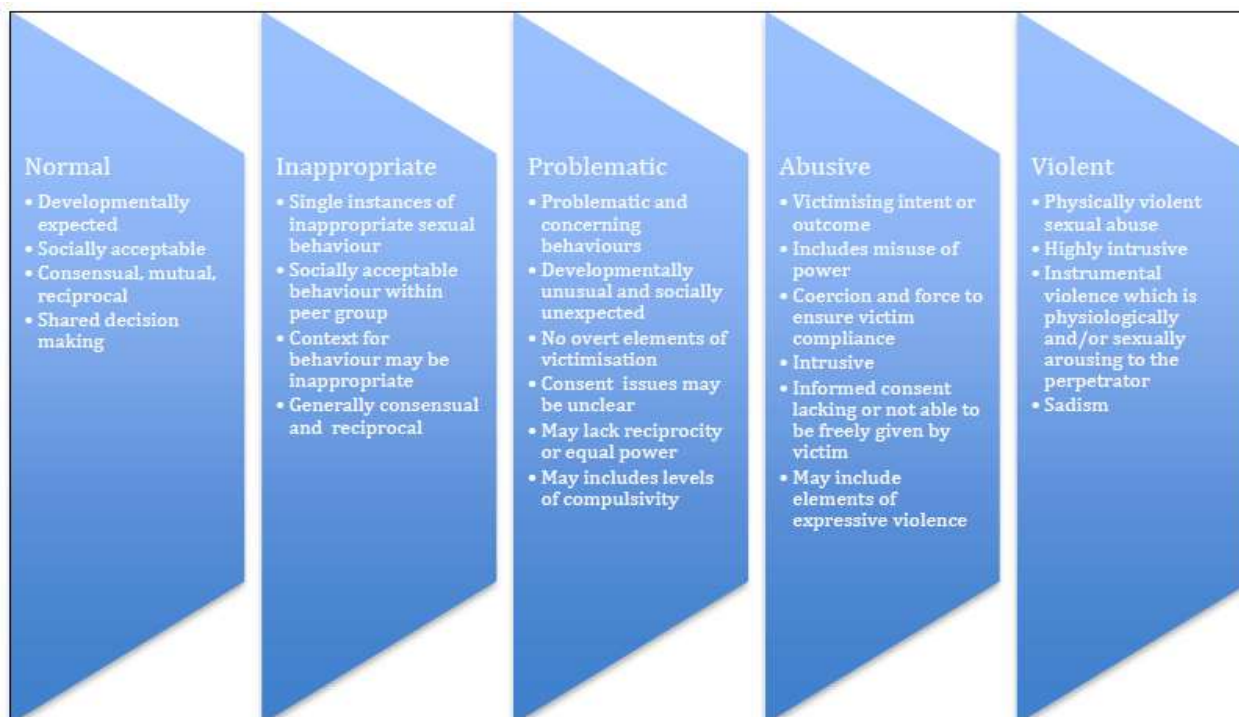 Normal
• Developmentally
expected
• Socially acceptable
• Consensual, mutual,
reciprocal
• Shared decision
making
Inappropriate
• Single instances of
inappropriate sexual
behaviour
• Socially acceptable
behaviour within
peer group
• Context for
behaviour may be
inappropriate
• Generally consensual
and reciprocal
Problematic
• Problematic and
concerning
behaviours
• Developmentally
unusual and socially
unexpected
• No overt elements of
victimisation
• Consent issues may
be unclear
• May lack reciprocity
or equal power
• May includes levels
of compulsivity
Abusive
• Victimising intent or
outcome
• Includes misuse of
power
• Coercion and force to
ensure victim
compliance
• Intrusive
• Informed consent
lacking or not able to
be freely given by
victim
• May include
elements of
expressive violence
Violent
• Physically violent
sexual abuse
• Highly intrusive
• Instrumental
violence which is
physiologically
and/or sexually
arousing to the
perpetrator
• Sadism